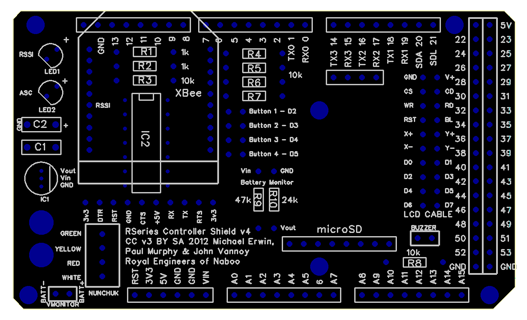 GND 13 12 11 10 9 8 7 6 5 4 3 2 TX0 1 RX0 0
TX3 14 RX3 15 TX2 16 RX2 17 TX1 18 RX1 19 SDA 20 SCL 21
5V
22
23
24
25
26
27
28
29
30
31
32
33
34
35
36
37
38
39
40
41
42
43
44
45
46
47
48
49
50
51
52
53
GND GND
RSSI
LED1
ASC
LED2
GND C2 +
C1
Vout
Vin
GND
IC1
R1 1k
R2 1k
R3 10k
XBee
RSSI
IC2
R4
R5
R6
R7
10k
Button 1 - D2
Button 2 - D3
Button 3 - D4
Button 4 - D5
Vin GND
Battery Monitor
47k R9 R10 24k
Vout
GND V+
CS CD
WR RD
RST BL
X+ Y+
X- Y-
D0 D1
D2 D3
D4 D5
D6 D7
LCD CABLE
BUZZER
10k
R8
microSD
3V3 DTR RST GND CTS +5V RX TX RTS 3V3
RSeries Controller Shield v4
CC v3 BY SA 2012 Michael Erwin,
Paul Murphy & John Vannoy
Royal Engineers of Naboo
GREEN
YELLOW
RED
WHITE
NUNCHUK
BATT- BATT+
VMONITOR
RST 3V3 5V GND GND VIN
A0 A1 A2 A3 A4 A5 6 A7
A8 A9 A10 A11 A12 A13 A14 A15